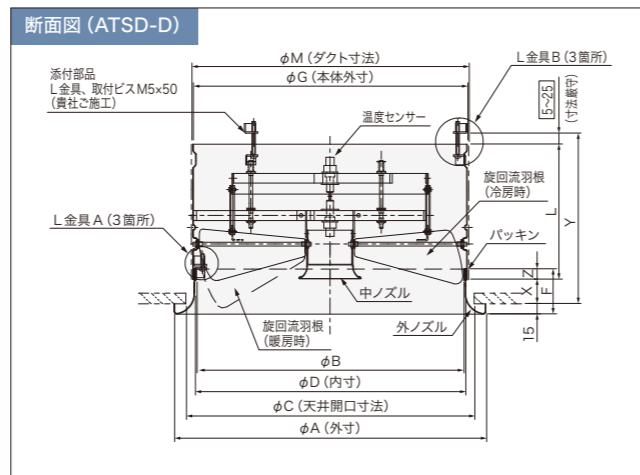 断面図（ATSD-D）
φM（ダクト寸法）
φG（本体外寸）
L金具B（3箇所）
添付部品
L金具、取付ビスM5×50
（貴社ご施工）
温度センサー
5~25
（寸法厳守）
旋回流羽根
（冷房時）
L
Y
L金具A（3箇所）
パッキン
中ノズル
Z
X
F
旋回流羽根
（暖房時）
外ノズル
15
φB
φD（内寸）
φC（天井開口寸法）
φA（外寸）